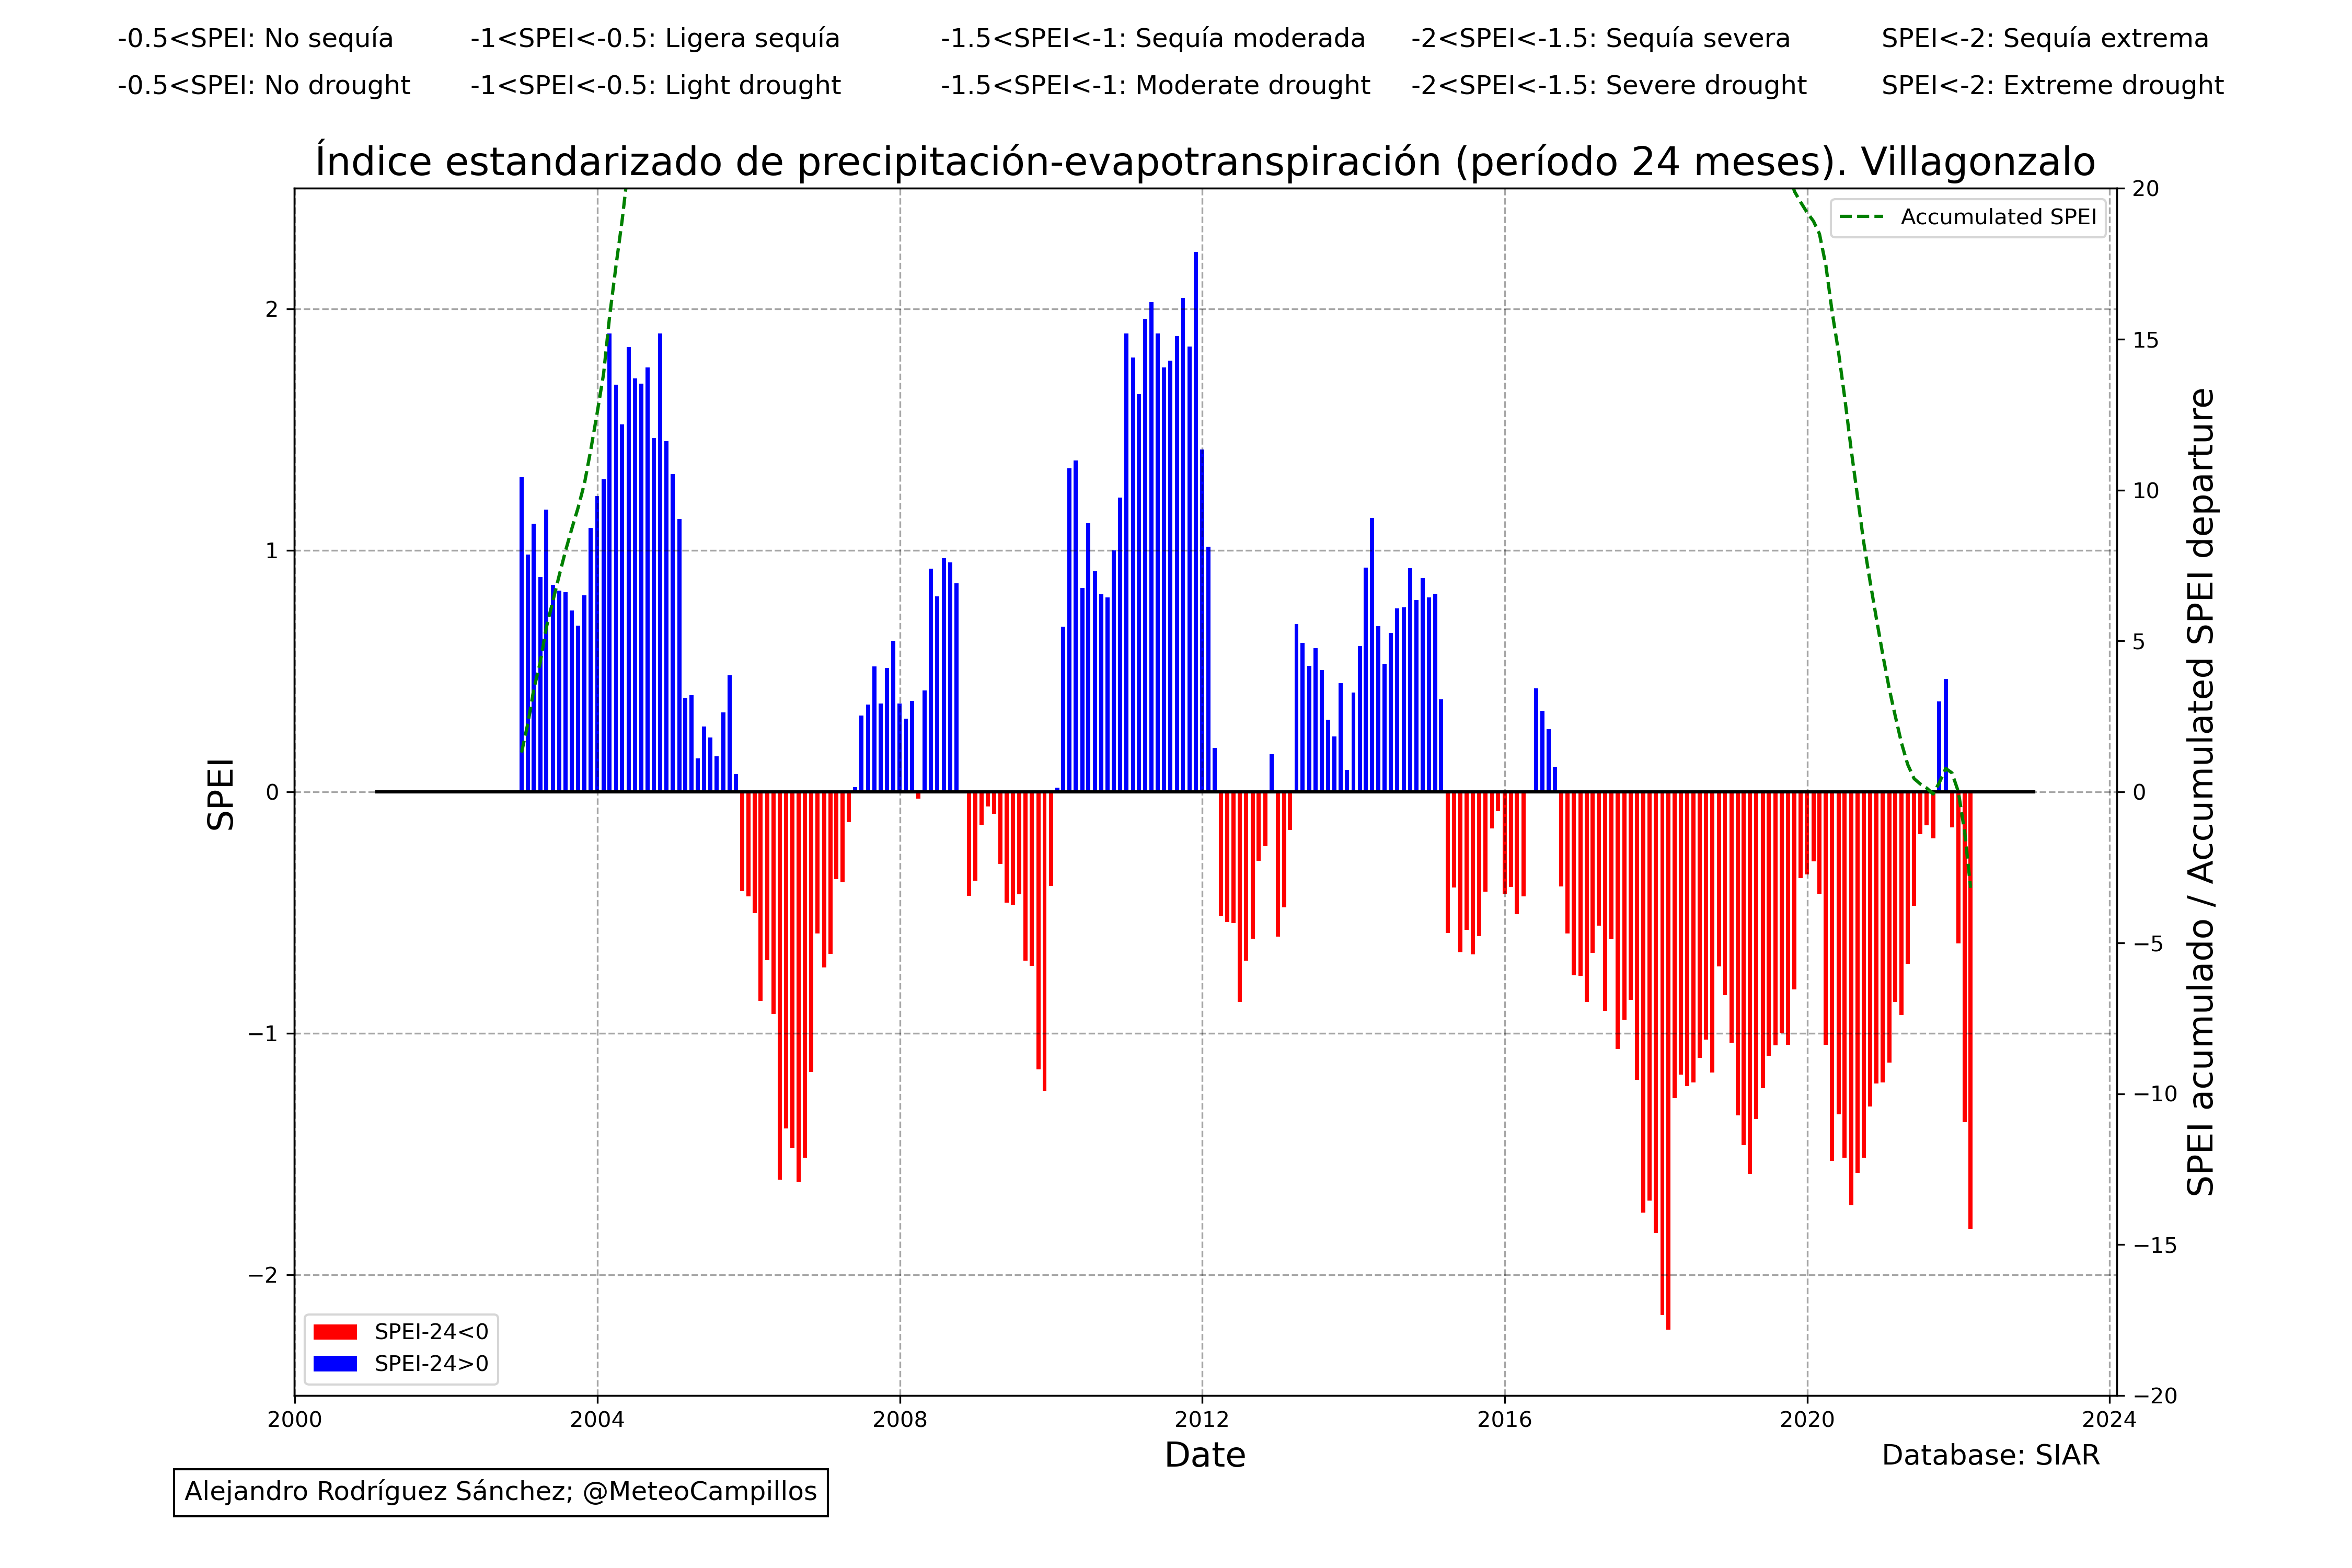 -0.5<SPEI: No sequía
-1<SPEI<-0.5: Ligera sequía
-1.5<SPEI<-1: Sequía moderada
-2<SPEI<-1.5: Sequía severa
SPEI<-2: Sequía extrema
-0.5<SPEI: No drought
-1<SPEI<-0.5: Light drought
-1.5<SPEI<-1: Moderate drought
-2<SPEI<-1.5: Severe drought
SPEI<-2: Extreme drought
Índice estandarizado de precipitación-evapotranspiración (período 24 meses). Villagonzalo
Accumulated SPEI
SPEI
2
1
0
−1
−2
20
15
10
5
0
−5
−10
−15
−20
SPEI acumulado / Accumulated SPEI departure
SPEI-24<0
SPEI-24>0
2000
2004
2008
2012
2016
2020
2024
Date
Database: SIAR
Alejandro Rodríguez Sánchez; @MeteoCampillos